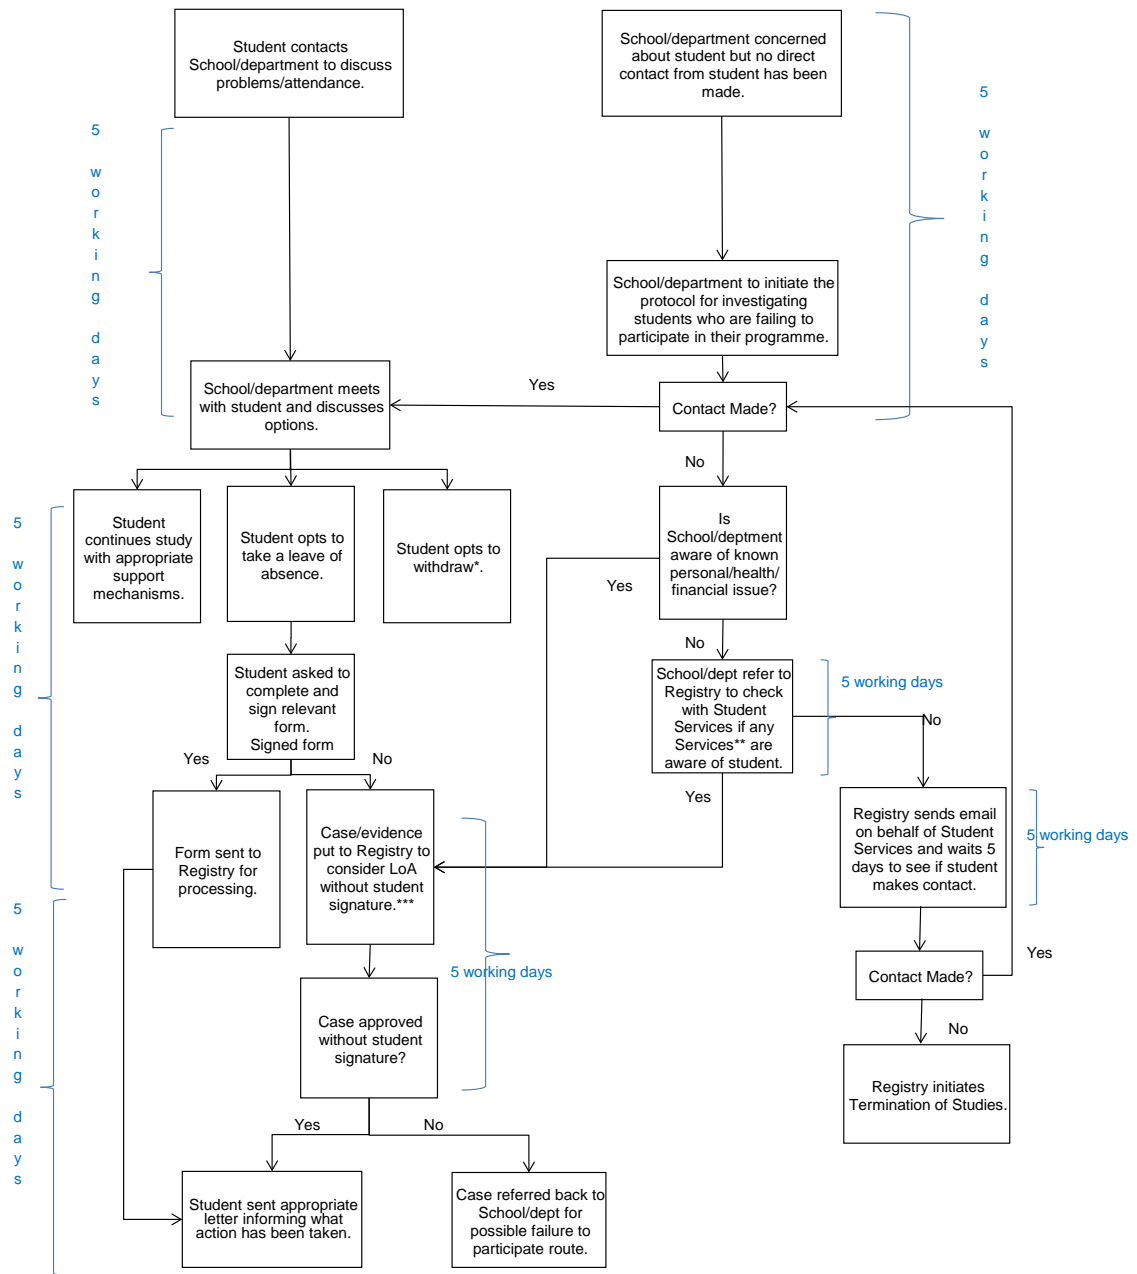 Student contacts
School/department to discuss
problems/attendance.
School/department concerned
about student but no direct
contact from student has been
made.
5 working days
5 working days
School/department to initiate the
protocol for investigating
students who are failing to
participate in their programme.
School/department meets
with student and discusses
options.
Yes
Contact Made?
No
Student
continues study
with appropriate
support
mechanisms.
Student opts to
take a leave of
absence.
Student opts to
withdraw*.
Is
School/deptment
aware of known
personal/health/
financial issue?
Yes
No
5 working days
Student asked to
complete and
sign relevant
form.
Signed form
School/dept refer to
Registry to check
with Student
Services if any
Services** are
aware of student.
5 working days
No
Yes
No
Yes
Form sent to
Registry for
processing.
Case/evidence
put to Registry to
consider LoA
without student
signature.***
Registry sends email
on behalf of Student
Services and waits 5
days to see if student
makes contact.
5 working days
5 working days
5 working days
Case approved
without student
signature?
Contact Made?
Yes
No
Registry initiates
Termination of Studies.
Yes
No
Student sent appropriate
letter informing what
action has been taken.
Case referred back to
School/dept for
possible failure to
participate route.